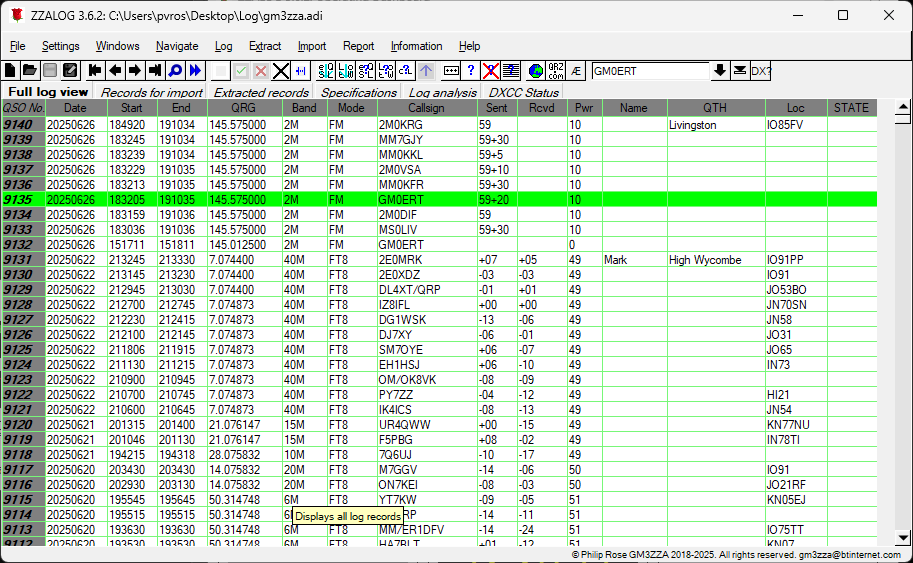 ZZALOG 3.6.2: C:\Users\pvros\Desktop\Log\gm3zza.adi
File Settings Windows Navigate Log Extract Import Report Information Help
QRZ .COM Æ GM0ERT DX?
Full log view Records for import Extracted records Specifications Log analysis DXCC Status
QSO No. Date Start End QRG Band Mode Callsign Sent Rcvd Pwr Name QTH Loc STATE
9140 20250626 184920 191034 145.575000 2M FM 2M0KRG 59 10 Livingston IO85FV
9139 20250626 183245 191034 145.575000 2M FM MM7GJY 59+30 10
9138 20250626 183239 191034 145.575000 2M FM MM0KKL 59+5 10
9137 20250626 183229 191035 145.575000 2M FM 2M0VSA 59+10 10
9136 20250626 183213 191035 145.575000 2M FM MM0KFR 59+30 10
9135 20250626 183205 191035 145.575000 2M FM GM0ERT 59+20 10
9134 20250626 183159 191036 145.575000 2M FM 2M0DIF 59 10
9133 20250626 183036 191036 145.575000 2M FM MS0LIV 59+30 10
9132 20250626 151711 151811 145.012500 2M FM GM0ERT 0
9131 20250622 213245 213330 7.074400 40M FT8 2E0MRK +07 +05 49 Mark High Wycombe IO91PP
9130 20250622 213145 213230 7.074400 40M FT8 2E0XDZ -03 -03 49 IO91
9129 20250622 212945 213030 7.074400 40M FT8 DL4XT/QRP -01 +01 49 JO53BO
9128 20250622 212700 212745 7.074873 40M FT8 IZ8IFL +00 +00 49 JN70SN
9127 20250622 212230 212415 7.074873 40M FT8 DG1WSK -13 -06 49 JN58
9126 20250622 212100 212145 7.074873 40M FT8 DJ7XY -06 -01 49 JO31
9125 20250622 211806 211915 7.074873 40M FT8 SM7OYE +06 -07 49 JO65
9124 20250622 211130 211215 7.074873 40M FT8 EH1HSJ +06 -10 49 IN73
9123 20250622 210900 210945 7.074873 40M FT8 OM/OK8VK -08 -09 49
9122 20250622 210700 210745 7.074873 40M FT8 PY7ZZ -04 -12 49 HI21
9121 20250622 210600 210645 7.074873 40M FT8 IK4ICS -08 -13 49 JN54
9120 20250621 201315 201400 21.076147 15M FT8 UR4QWW +00 -15 49 KN77NU
9119 20250621 201046 201130 21.076147 15M FT8 F5PBG +08 -02 49 IN78TI
9118 20250621 194215 194318 28.075832 10M FT8 7Q6UJ -10 -17 49
9117 20250620 203430 203430 14.075832 20M FT8 M7GGV -14 -06 50 IO91
9116 20250620 202930 203130 14.075832 20M FT8 ON7KEI -08 -03 50 JO21RF
9115 20250620 195545 195645 50.314748 6M FT8 YT7KW -09 -05 51 KN05EJ
9114 20250620 195515 195515 50.314748 RP -14 -11 51
Displays all log records
9113 20250620 193630 193630 50.314748 6M FT8 MM7ER1DFV -14 -24 51 IO75TT
9112 20250620 193530 193530 50.314748 6M FT8 HA7BLT +01 -12 51 KN07
© Philip Rose GM3ZZA 2018-2025. All rights reserved. gm3zza@btinternet.com